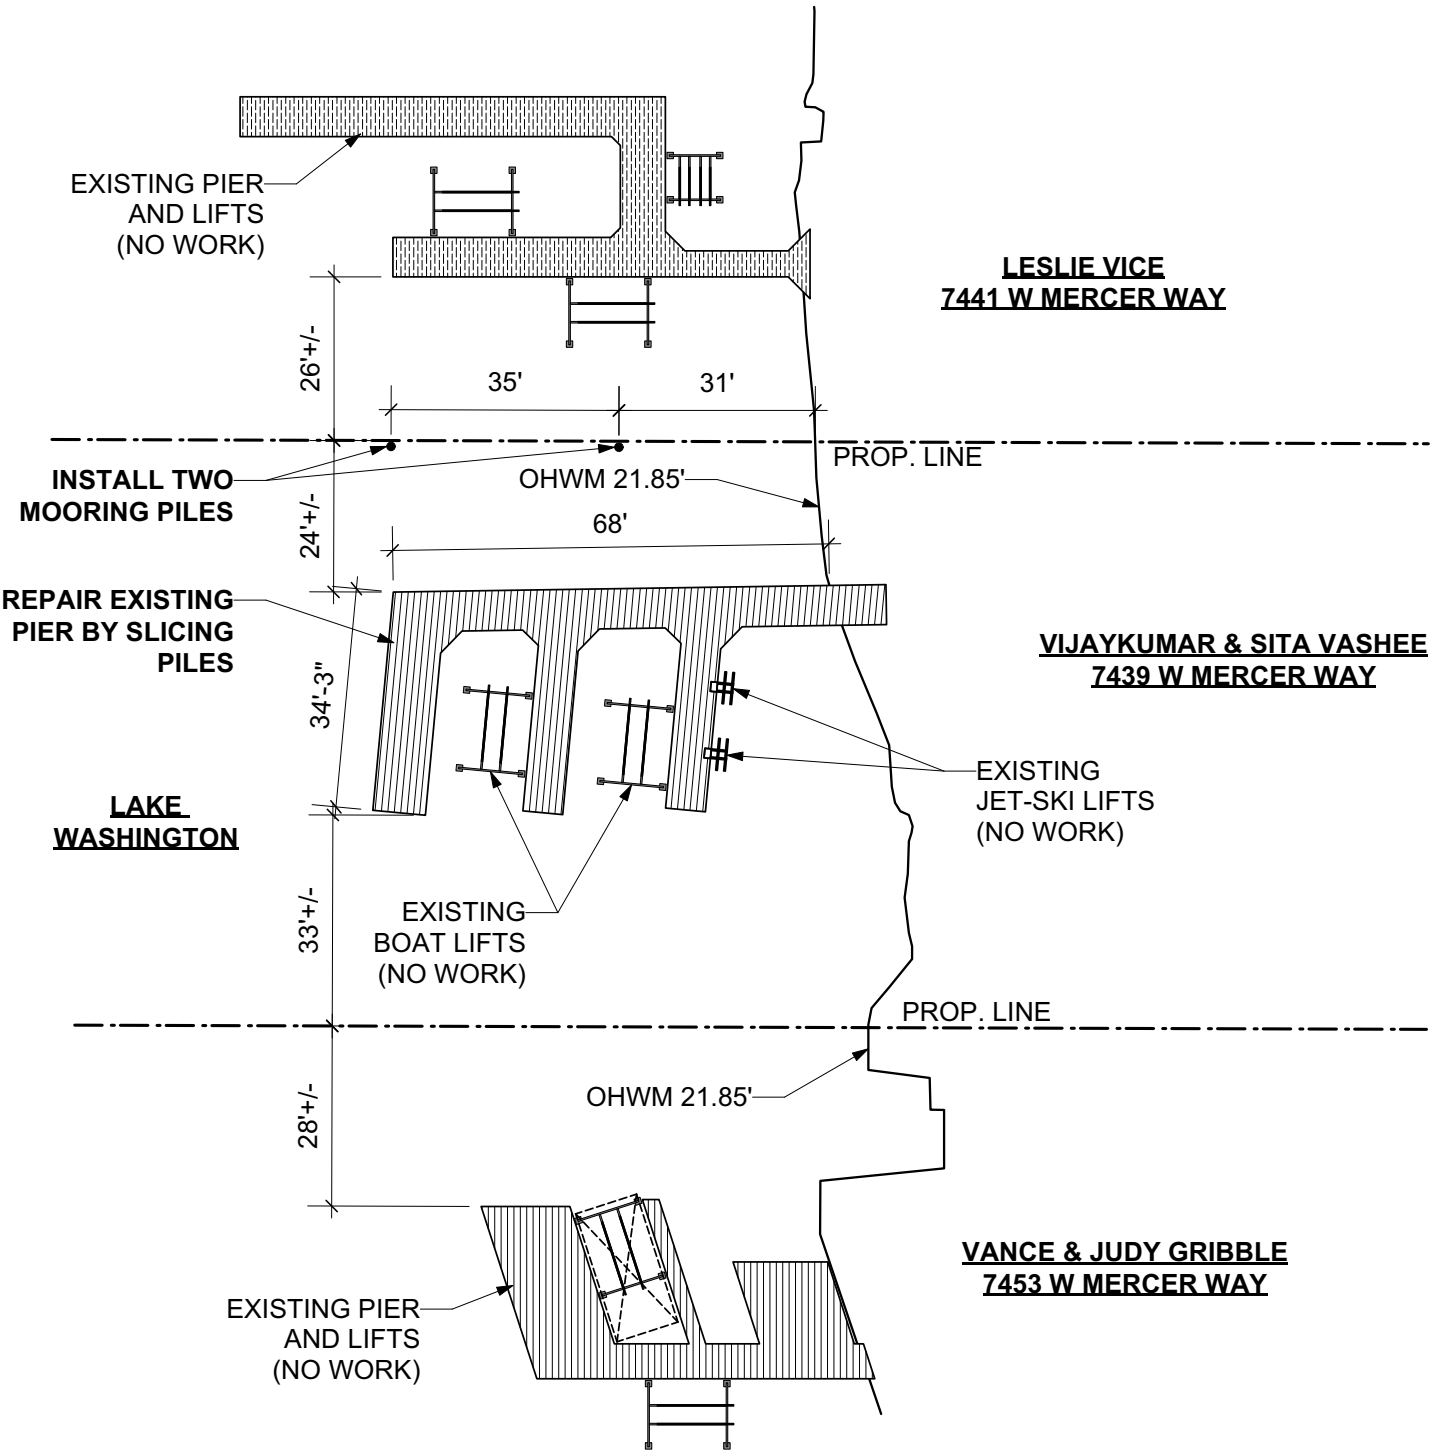 EXISTING PIER
AND LIFTS
(NO WORK)
LESLIE VICE
7441 W MERCER WAY
26'+/-
35'
31'
PROP. LINE
INSTALL TWO
MOORING PILES
OHWM 21.85'
24'+/-
68'
REPAIR EXISTING
PIER BY SLICING
PILES
VIJAYKUMAR & SITA VASHEE
7439 W MERCER WAY
34'-3"
EXISTING
JET-SKI LIFTS
(NO WORK)
LAKE
WASHINGTON
EXISTING
BOAT LIFTS
(NO WORK)
33'+/-
PROP. LINE
OHWM 21.85'
28'+/-
VANCE & JUDY GRIBBLE
7453 W MERCER WAY
EXISTING PIER
AND LIFTS
(NO WORK)